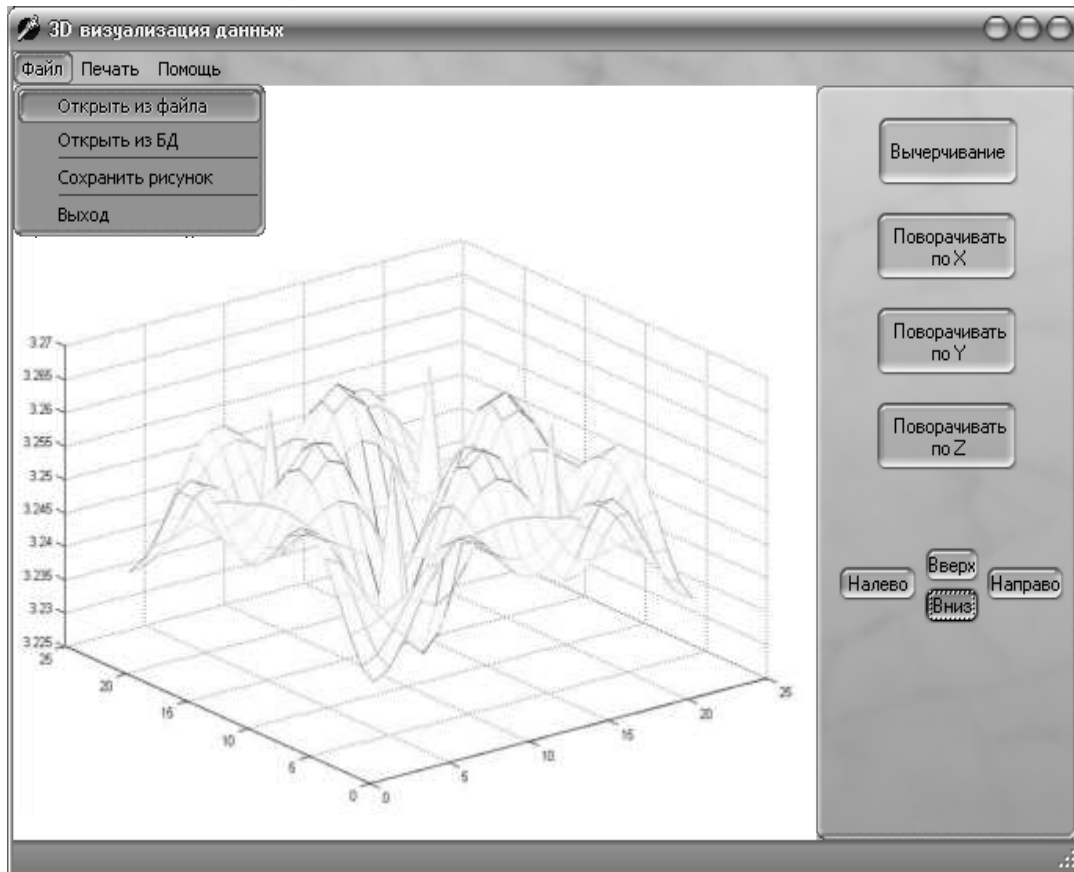 3D визуализация данных
Файл Печать Помощь
Открыть из файла
Открыть из БД
Сохранить рисунок
Выход
Вычерчивание
Поворачивать
по X
Поворачивать
по Y
Поворачивать
по Z
Налево
Вверх
Вниз
Направо
3.27
3.265
3.26
3.255
3.25
3.245
3.24
3.235
3.23
3.225
25
20
15
10
5
0
0
5
10
15
20
25